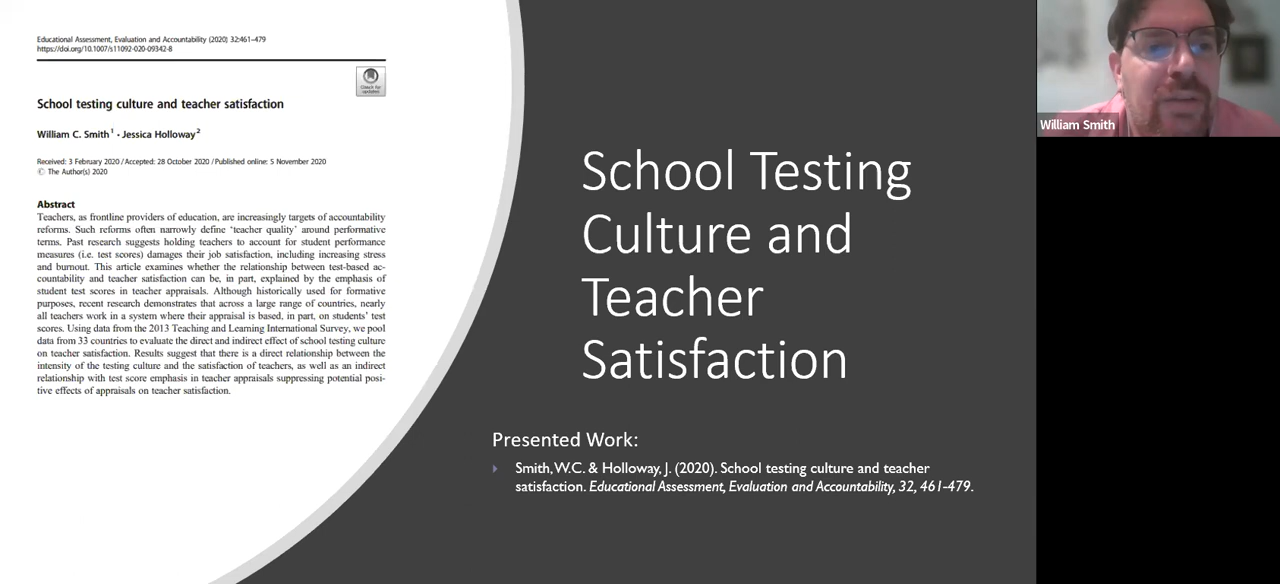 Educational Assessment, Evaluation and Accountability (2020) 32:461–479
https://doi.org/10.1007/s11092-020-09342-8
Check for
updates
School testing culture and teacher satisfaction
William C. Smith1 · Jessica Holloway2
Received: 3 February 2020 / Accepted: 28 October 2020 / Published online: 5 November 2020
© The Author(s) 2020
Abstract
Teachers, as frontline providers of education, are increasingly targets of accountability
reforms. Such reforms often narrowly define ‘teacher quality’ around performative
terms. Past research suggests holding teachers to account for student performance
measures (i.e. test scores) damages their job satisfaction, including increasing stress
and burnout. This article examines whether the relationship between test-based ac-
countability and teacher satisfaction can be, in part, explained by the emphasis of
student test scores in teacher appraisals. Although historically used for formative
purposes, recent research demonstrates that across a large range of countries, nearly
all teachers work in a system where their appraisal is based, in part, on students’ test
scores. Using data from the 2013 Teaching and Learning International Survey, we pool
data from 33 countries to evaluate the direct and indirect effect of school testing culture
on teacher satisfaction. Results suggest that there is a direct relationship between the
intensity of the testing culture and the satisfaction of teachers, as well as an indirect
relationship with test score emphasis in teacher appraisals suppressing potential posi-
tive effects of appraisals on teacher satisfaction.
School Testing
Culture and
Teacher
Satisfaction
Presented Work:
Smith, W.C. & Holloway, J. (2020). School testing culture and teacher
satisfaction. Educational Assessment, Evaluation and Accountability, 32, 461-479.
William Smith